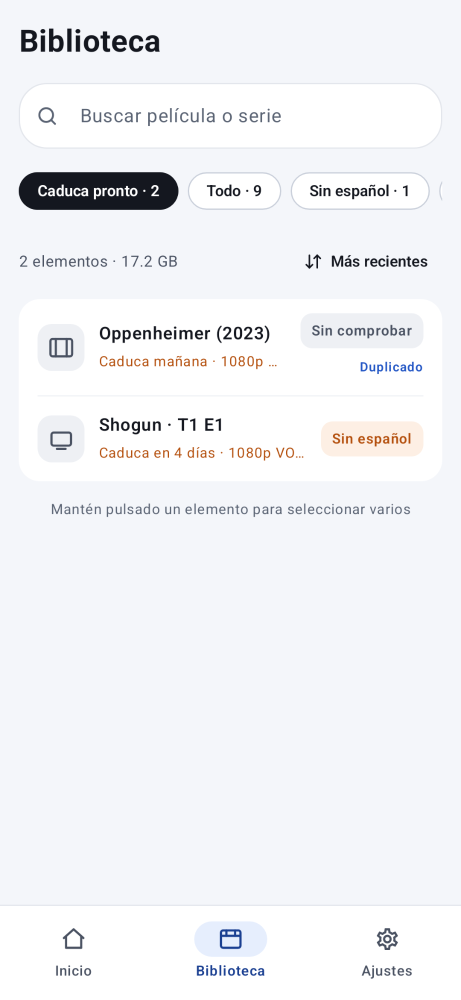 Biblioteca
Buscar película o serie
Caduca pronto · 2
Todo · 9
Sin español · 1
2 elementos · 17.2 GB
Más recientes
Oppenheimer (2023)
Sin comprobar
Caduca mañana · 1080p …
Duplicado
Shogun · T1 E1
Sin español
Caduca en 4 días · 1080p VO…
Mantén pulsado un elemento para seleccionar varios
Inicio
Biblioteca
Ajustes